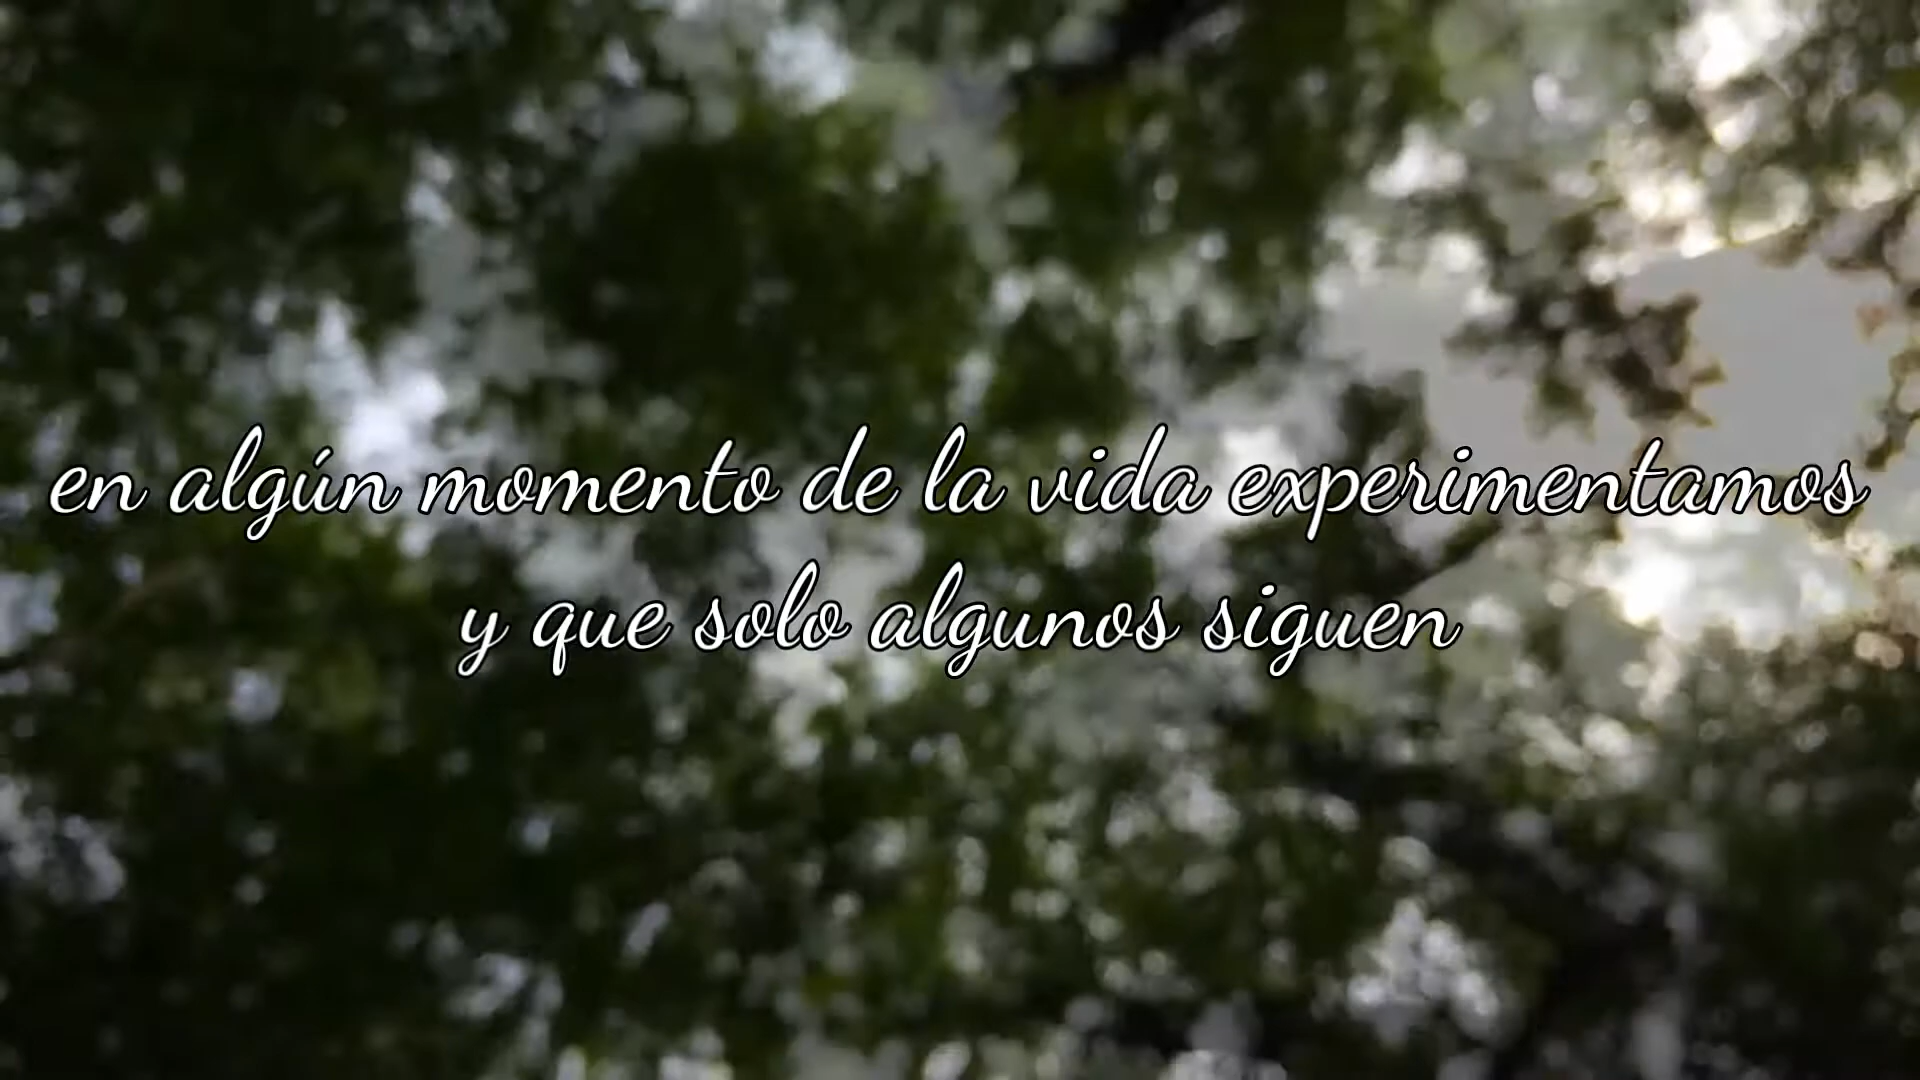 en algún momento de la vida experimentamos
y que solo algunos siguen